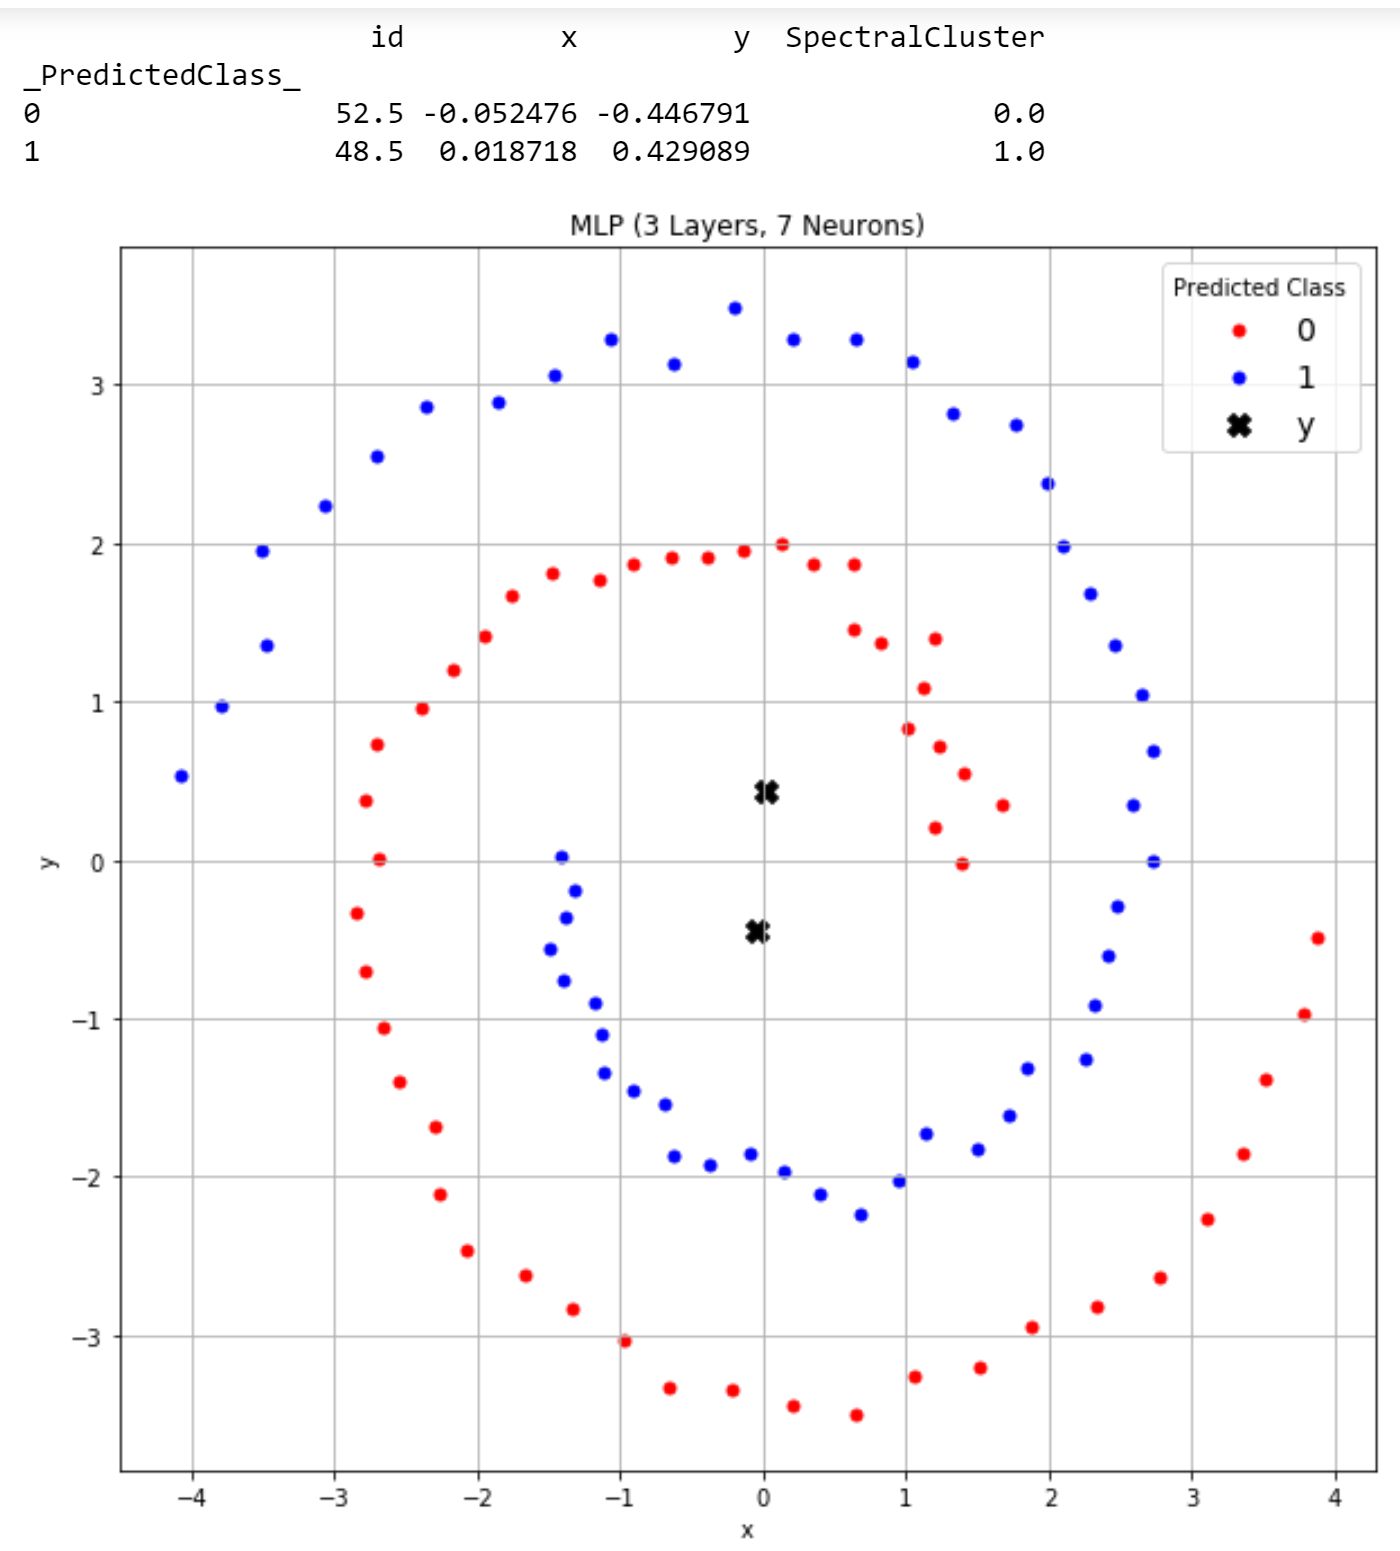 id x y SpectralCluster
_PredictedClass_
0 52.5 -0.052476 -0.446791 0.0
1 48.5 0.018718 0.429089 1.0
MLP (3 Layers, 7 Neurons)
Predicted Class
0
1
y
3
2
1
0
−1
−2
−3
y
−4 −3 −2 −1 0 1 2 3 4
x